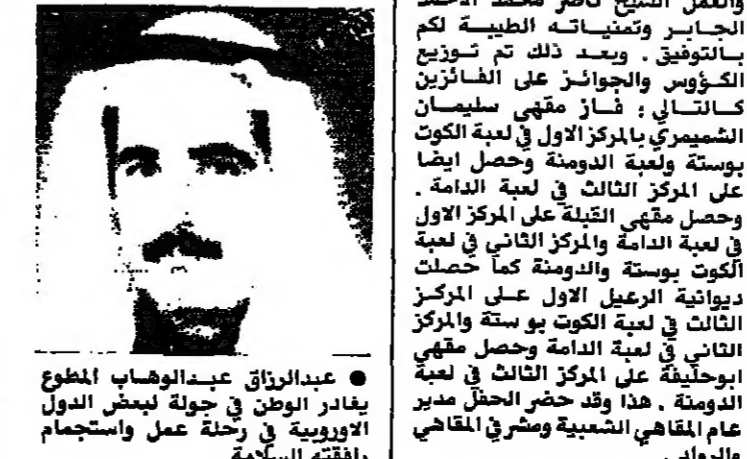 والعمل الشيخ ناصر محمد الاحمد
الجابر وتمنياته الطيبة لكم
بالتوفيق . وبعد ذلك تم توزيع
الكؤوس والجوائز على الفائزين
كالتالي : فاز مقهى سليمان
الشميمري بالمركز الاول في لعبة الكوت
بوستة ولعبة الدومنة وحصل ايضا
على المركز الثالث في لعبة الدامة .
وحصل مقهى القبلة على المركز الاول
في لعبة الدامة والمركز الثاني في لعبة
الكوت بوستة والدومنة كما حصلت
ديوانية الرعيل الاول على المركز
الثالث في لعبة الكوت بو ستة والمركز
الثاني في لعبة الدامة وحصل مقهى
ابوحليفة على المركز الثالث في لعبة
الدومنة . هذا وقد حضر الحفل مدير
عام المقاهي الشعبية ومشرفي المقاهي
● عبدالرزاق عبدالوهاب المطوع
يغادر الوطن في جولة لبعض الدول
الاوروبية في رحلة عمل واستجمام
رافقته السلامة